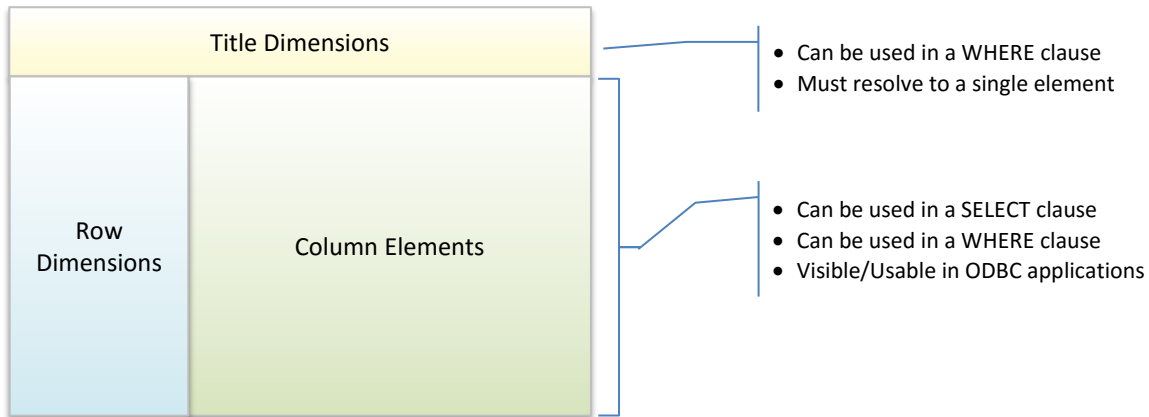 Title Dimensions
• Can be used in a WHERE clause
• Must resolve to a single element
Row
Dimensions
Column Elements
• Can be used in a SELECT clause
• Can be used in a WHERE clause
• Visible/Usable in ODBC applications